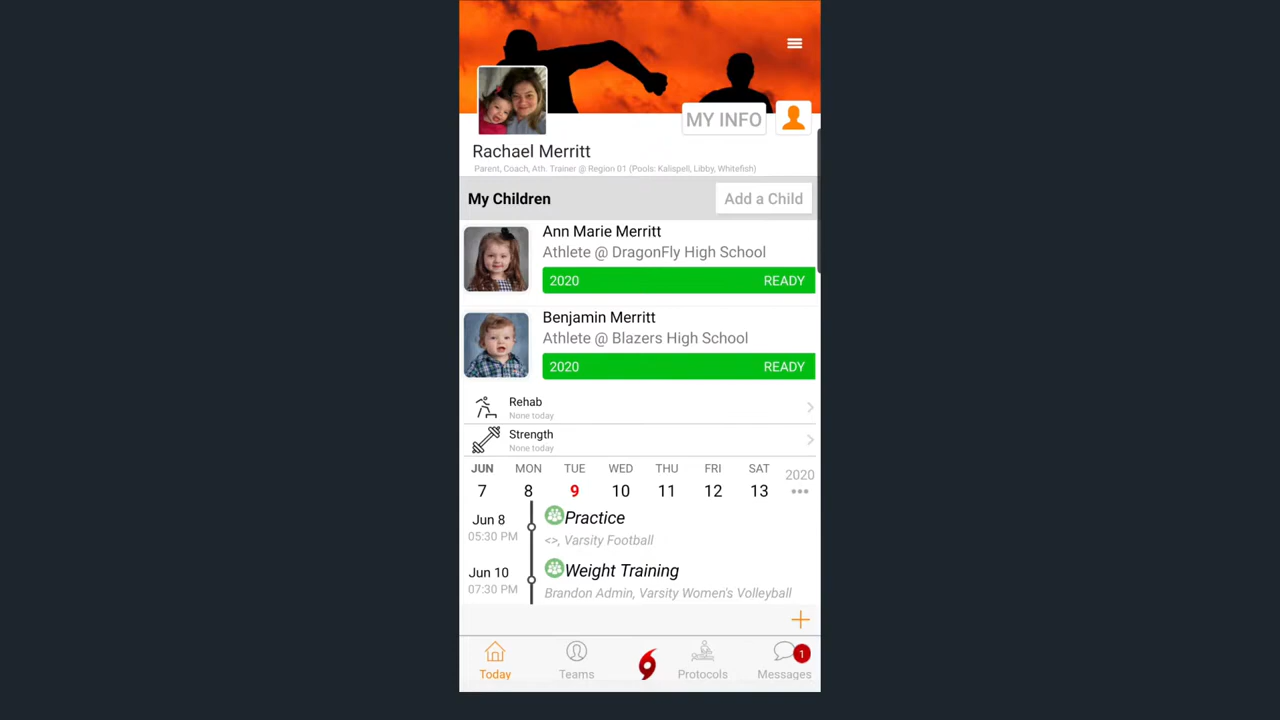 MY INFO
Rachael Merritt
Parent, Coach, Ath. Trainer @ Region 01 (Pools: Kalispell, Libby, Whitefish)
My Children
Add a Child
Ann Marie Merritt
Athlete @ DragonFly High School
2020 READY
Benjamin Merritt
Athlete @ Blazers High School
2020 READY
Rehab
None today
Strength
None today
JUN MON TUE WED THU FRI SAT 2020
7 8 9 10 11 12 13
Jun 8 Practice
05:30 PM <>, Varsity Football
Jun 10 Weight Training
07:30 PM Brandon Admin, Varsity Women's Volleyball
1
Today Teams Protocols Messages